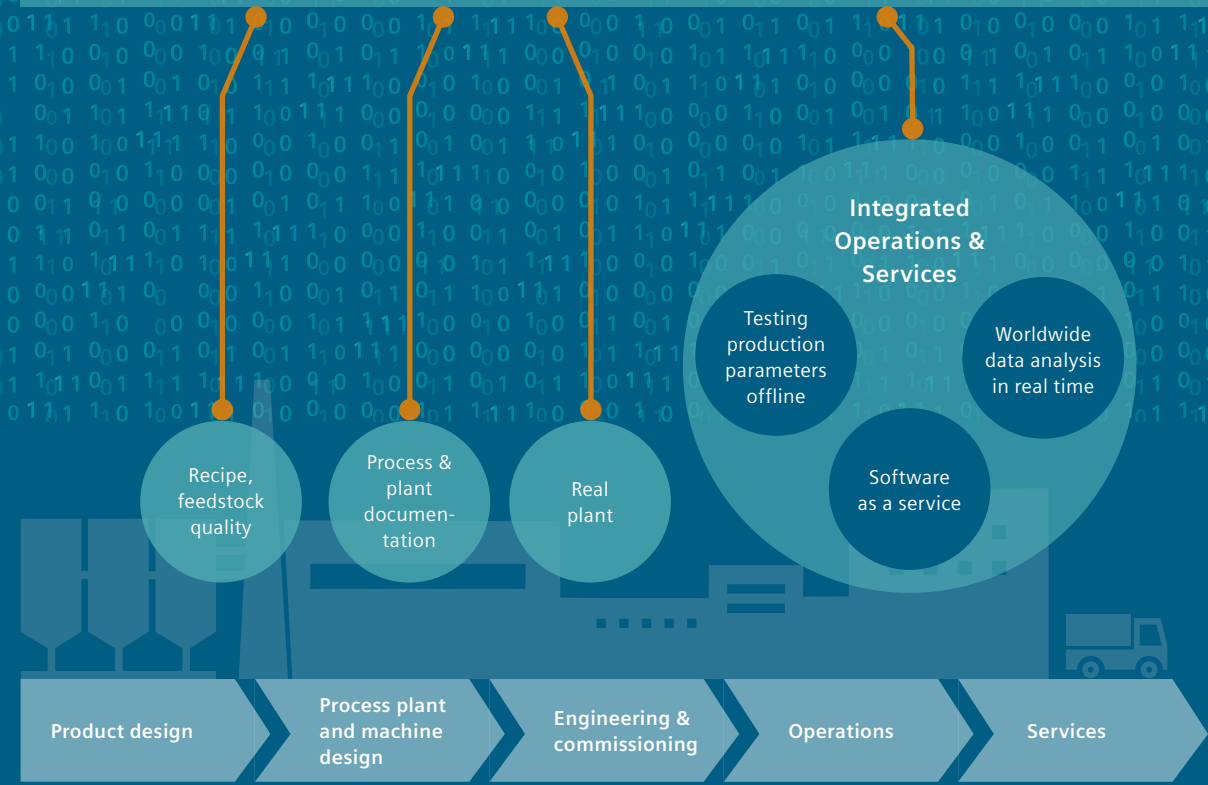 Integrated
Operations &
Services
Testing
production
parameters
offline
Worldwide
data analysis
in real time
Software
as a service
Recipe,
feedstock
quality
Process &
plant
documen-
tation
Real
plant
Product design
Process plant
and machine
design
Engineering &
commissioning
Operations
Services